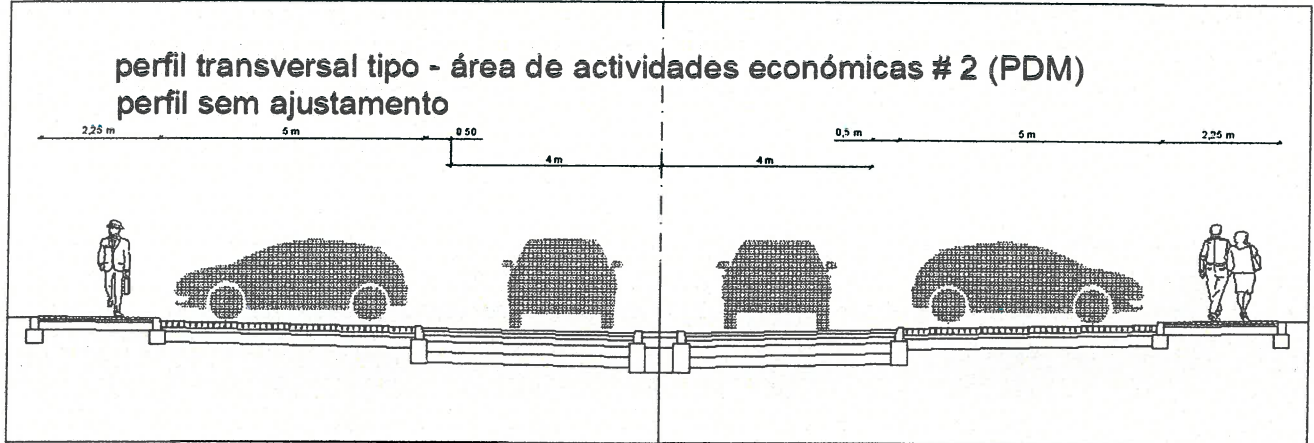 perfil transversal tipo - área de actividades económicas # 2 (PDM)
perfil sem ajustamento
2,25 m 5 m 0 50 0,5 m 5 m 2,25 m
4 m 4 m